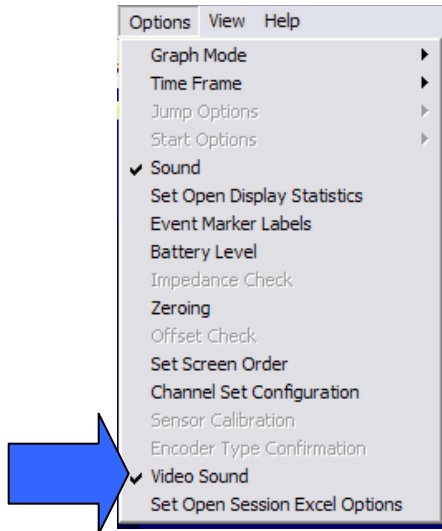 Options View Help
Graph Mode
Time Frame
Jump Options
Start Options
Sound
Set Open Display Statistics
Event Marker Labels
Battery Level
Impedance Check
Zeroing
Offset Check
Set Screen Order
Channel Set Configuration
Sensor Calibration
Encoder Type Confirmation
Video Sound
Set Open Session Excel Options